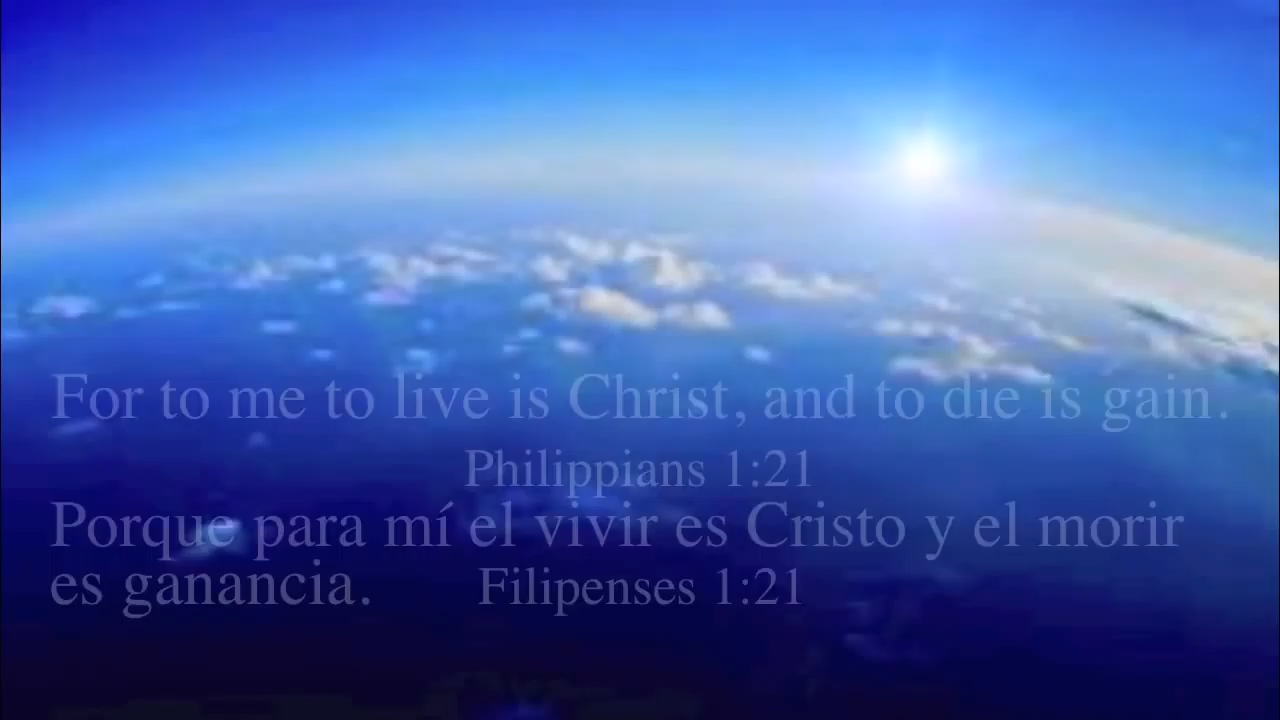 For to me to live is Christ, and to die is gain.
Philippians 1:21
Porque para mí el vivir es Cristo y el morir
es ganancia. Filipenses 1:21